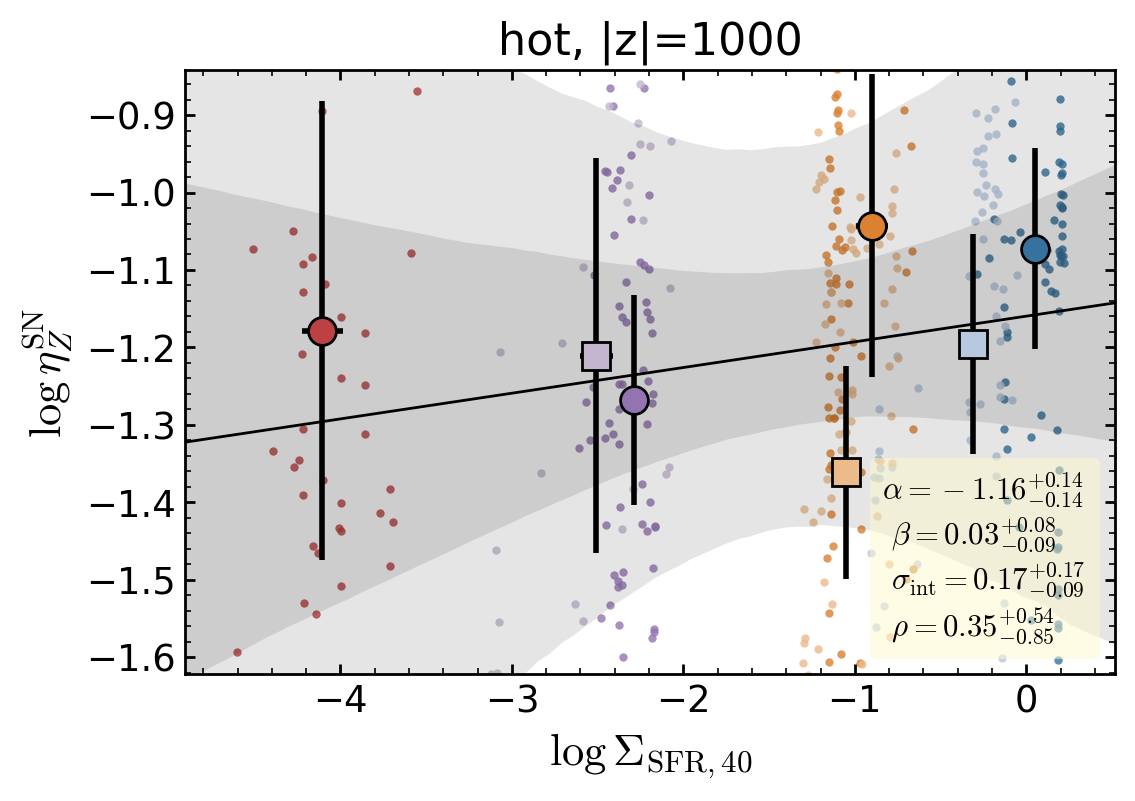 hot, |z|=1000
log η_Z^SN
−0.9
−1.0
−1.1
−1.2
−1.3
−1.4
−1.5
−1.6
α = −1.16^{+0.14}_{−0.14}
β = 0.03^{+0.08}_{−0.09}
σ_int = 0.17^{+0.17}_{−0.09}
ρ = 0.35^{+0.54}_{−0.85}
−4 −3 −2 −1 0
log Σ_{SFR, 40}